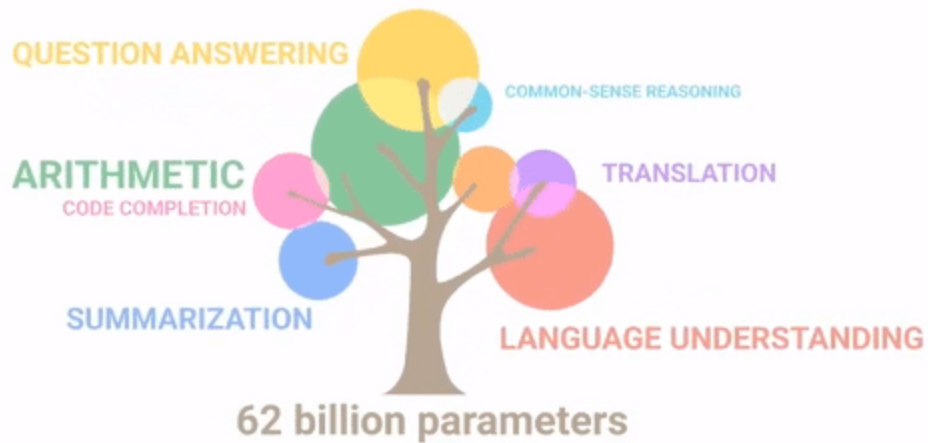 QUESTION ANSWERING
COMMON-SENSE REASONING
ARITHMETIC
TRANSLATION
CODE COMPLETION
SUMMARIZATION
LANGUAGE UNDERSTANDING
62 billion parameters